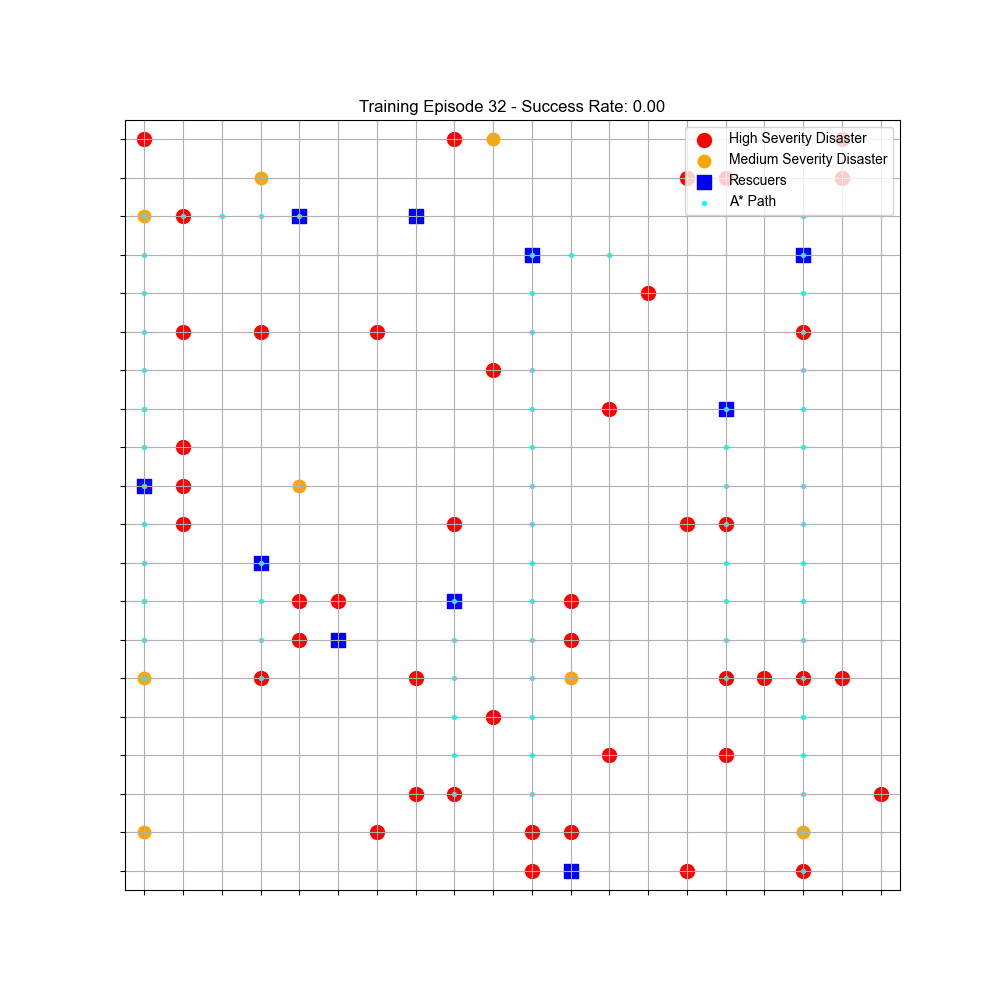 Training Episode 32 - Success Rate: 0.00
High Severity Disaster
Medium Severity Disaster
Rescuers
A* Path